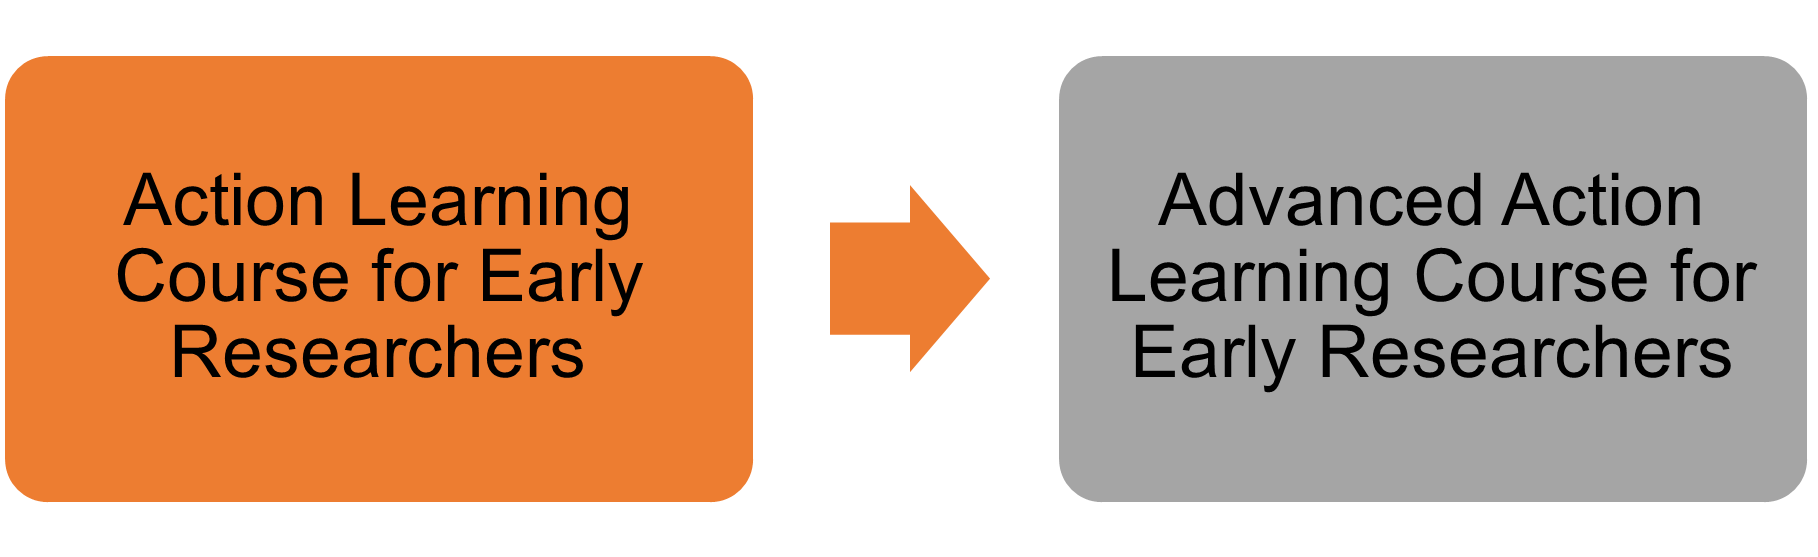 Action Learning
Course for Early
Researchers
Advanced Action
Learning Course for
Early Researchers